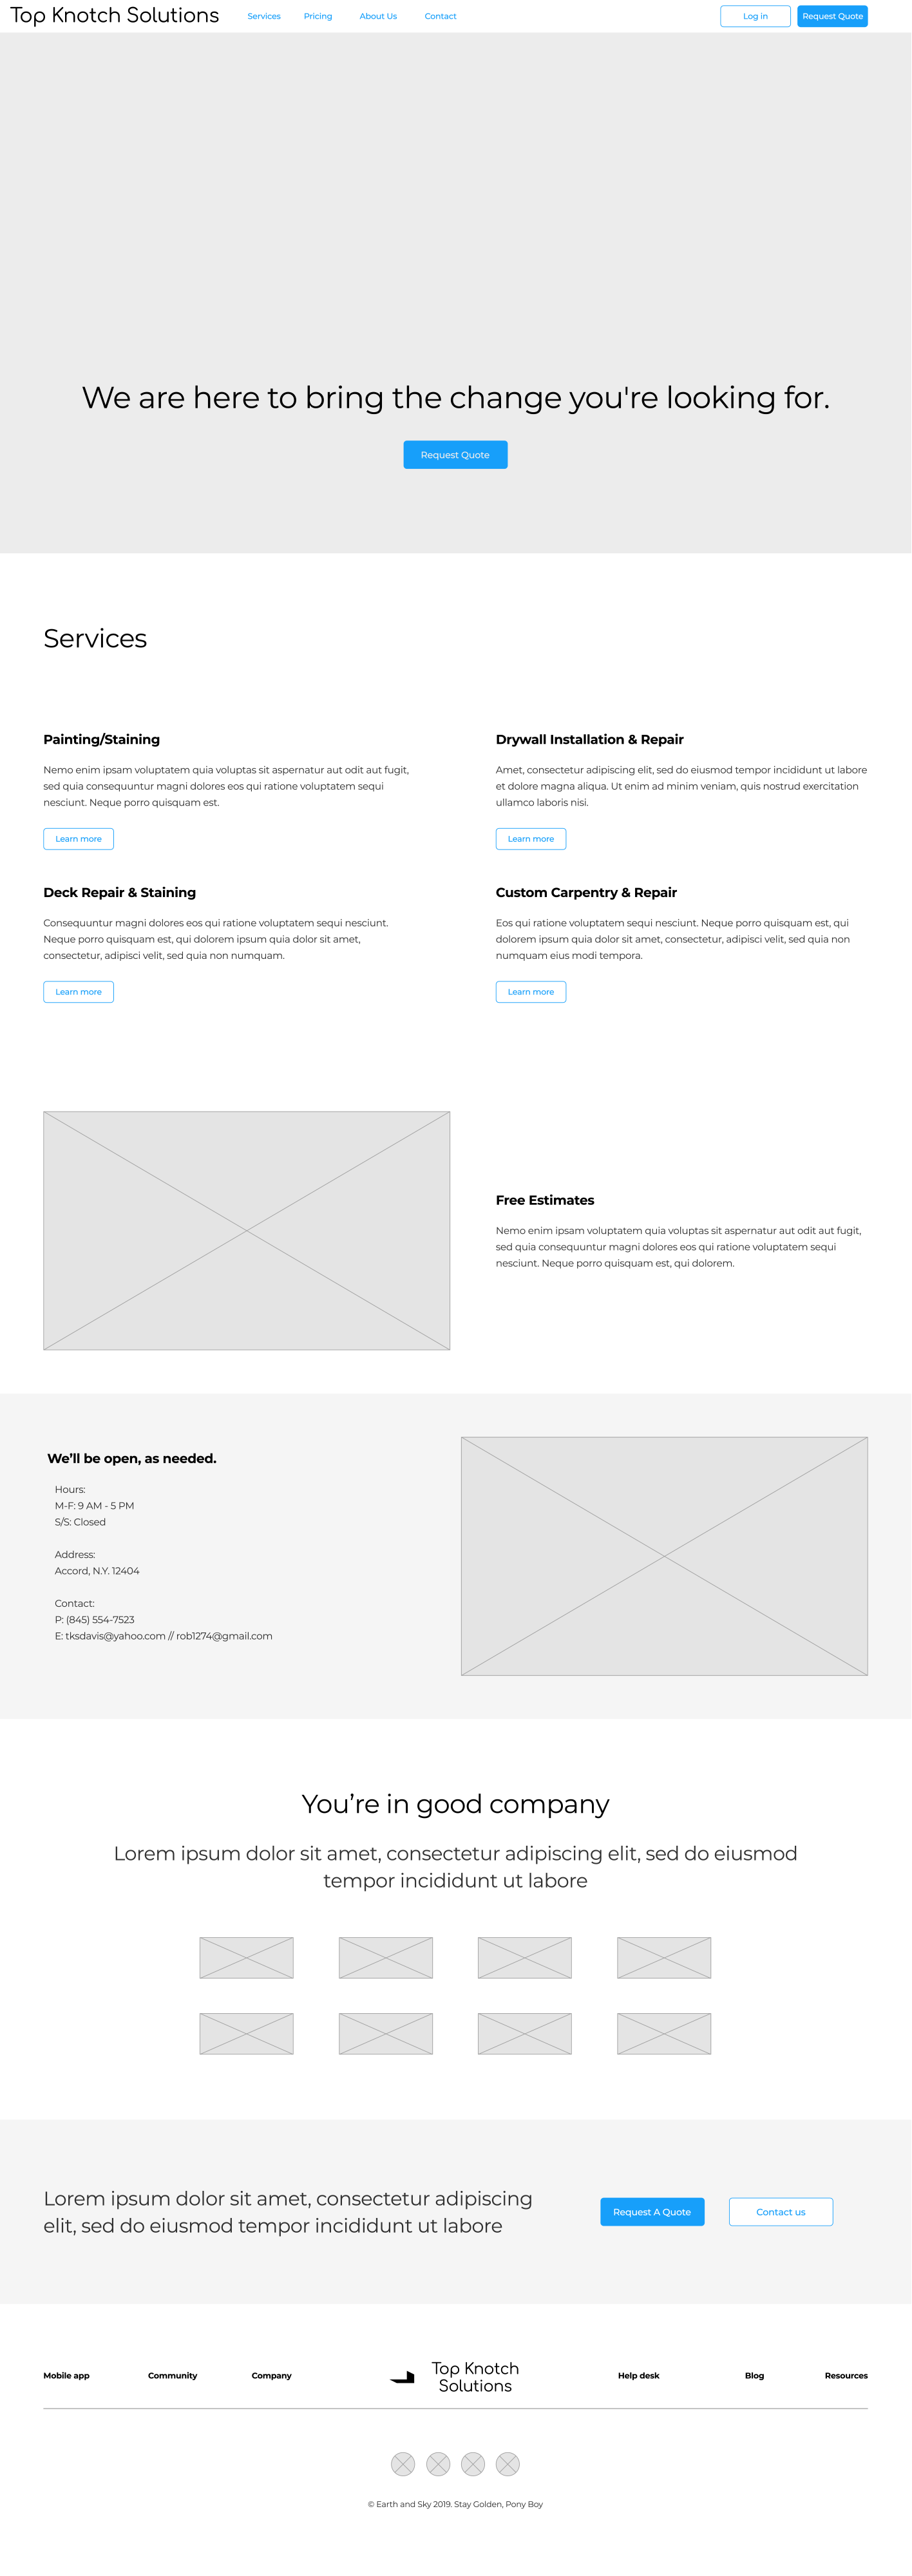 Top Knotch Solutions
Services
Pricing
About Us
Contact
Log in
Request Quote
We are here to bring the change you're looking for.
Request Quote
Services
Painting/Staining
Nemo enim ipsam voluptatem quia voluptas sit aspernatur aut odit aut fugit,
sed quia consequuntur magni dolores eos qui ratione voluptatem sequi
nesciunt. Neque porro quisquam est.
Learn more
Drywall Installation & Repair
Amet, consectetur adipiscing elit, sed do eiusmod tempor incididunt ut labore
et dolore magna aliqua. Ut enim ad minim veniam, quis nostrud exercitation
ullamco laboris nisi.
Learn more
Deck Repair & Staining
Consequuntur magni dolores eos qui ratione voluptatem sequi nesciunt.
Neque porro quisquam est, qui dolorem ipsum quia dolor sit amet,
consectetur, adipisci velit, sed quia non numquam.
Learn more
Custom Carpentry & Repair
Eos qui ratione voluptatem sequi nesciunt. Neque porro quisquam est, qui
dolorem ipsum quia dolor sit amet, consectetur, adipisci velit, sed quia non
numquam eius modi tempora.
Learn more
Free Estimates
Nemo enim ipsam voluptatem quia voluptas sit aspernatur aut odit aut fugit,
sed quia consequuntur magni dolores eos qui ratione voluptatem sequi
nesciunt. Neque porro quisquam est, qui dolorem.
We’ll be open, as needed.
Hours:
M-F: 9 AM - 5 PM
S/S: Closed
Address:
Accord, N.Y. 12404
Contact:
P: (845) 554-7523
E: tksdavis@yahoo.com // rob1274@gmail.com
You’re in good company
Lorem ipsum dolor sit amet, consectetur adipiscing elit, sed do eiusmod
tempor incididunt ut labore
Lorem ipsum dolor sit amet, consectetur adipiscing
elit, sed do eiusmod tempor incididunt ut labore
Request A Quote
Contact us
Mobile app
Community
Company
Top Knotch
Solutions
Help desk
Blog
Resources
© Earth and Sky 2019. Stay Golden, Pony Boy